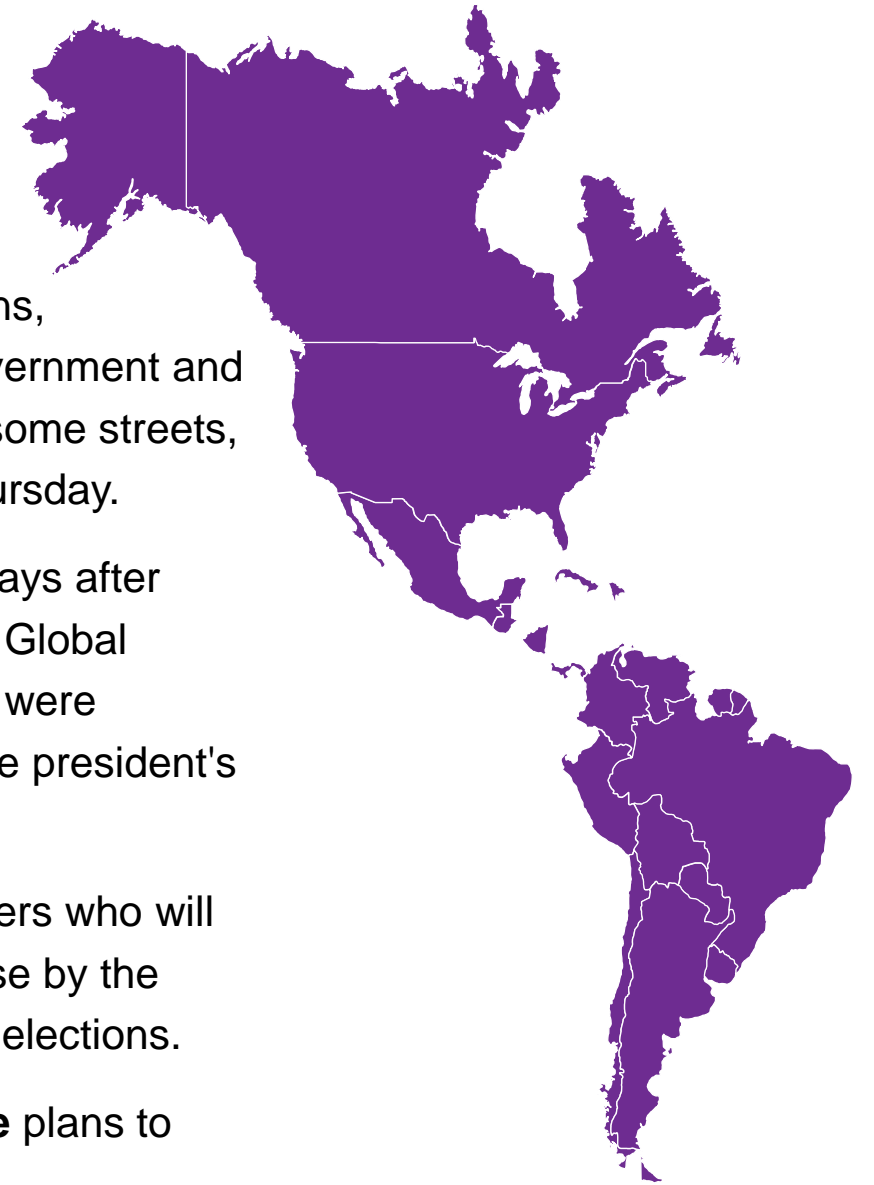 ns,
vernment and
some streets,
ursday.
ays after
Global
were
e president's
ers who will
se by the
elections.
e plans to